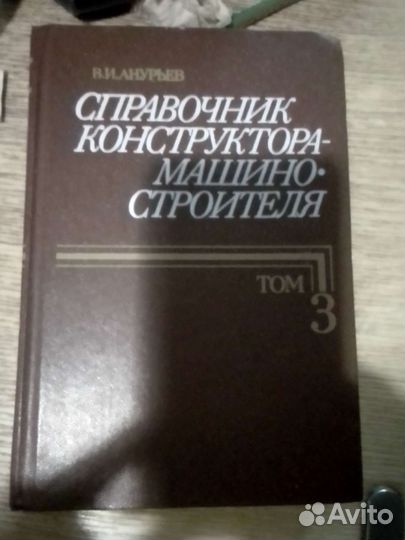 В.И.АНУРЬЕВ
СПРАВОЧНИК
КОНСТРУКТОРА-
МАШИНО-
СТРОИТЕЛЯ
ТОМ
3
Avito